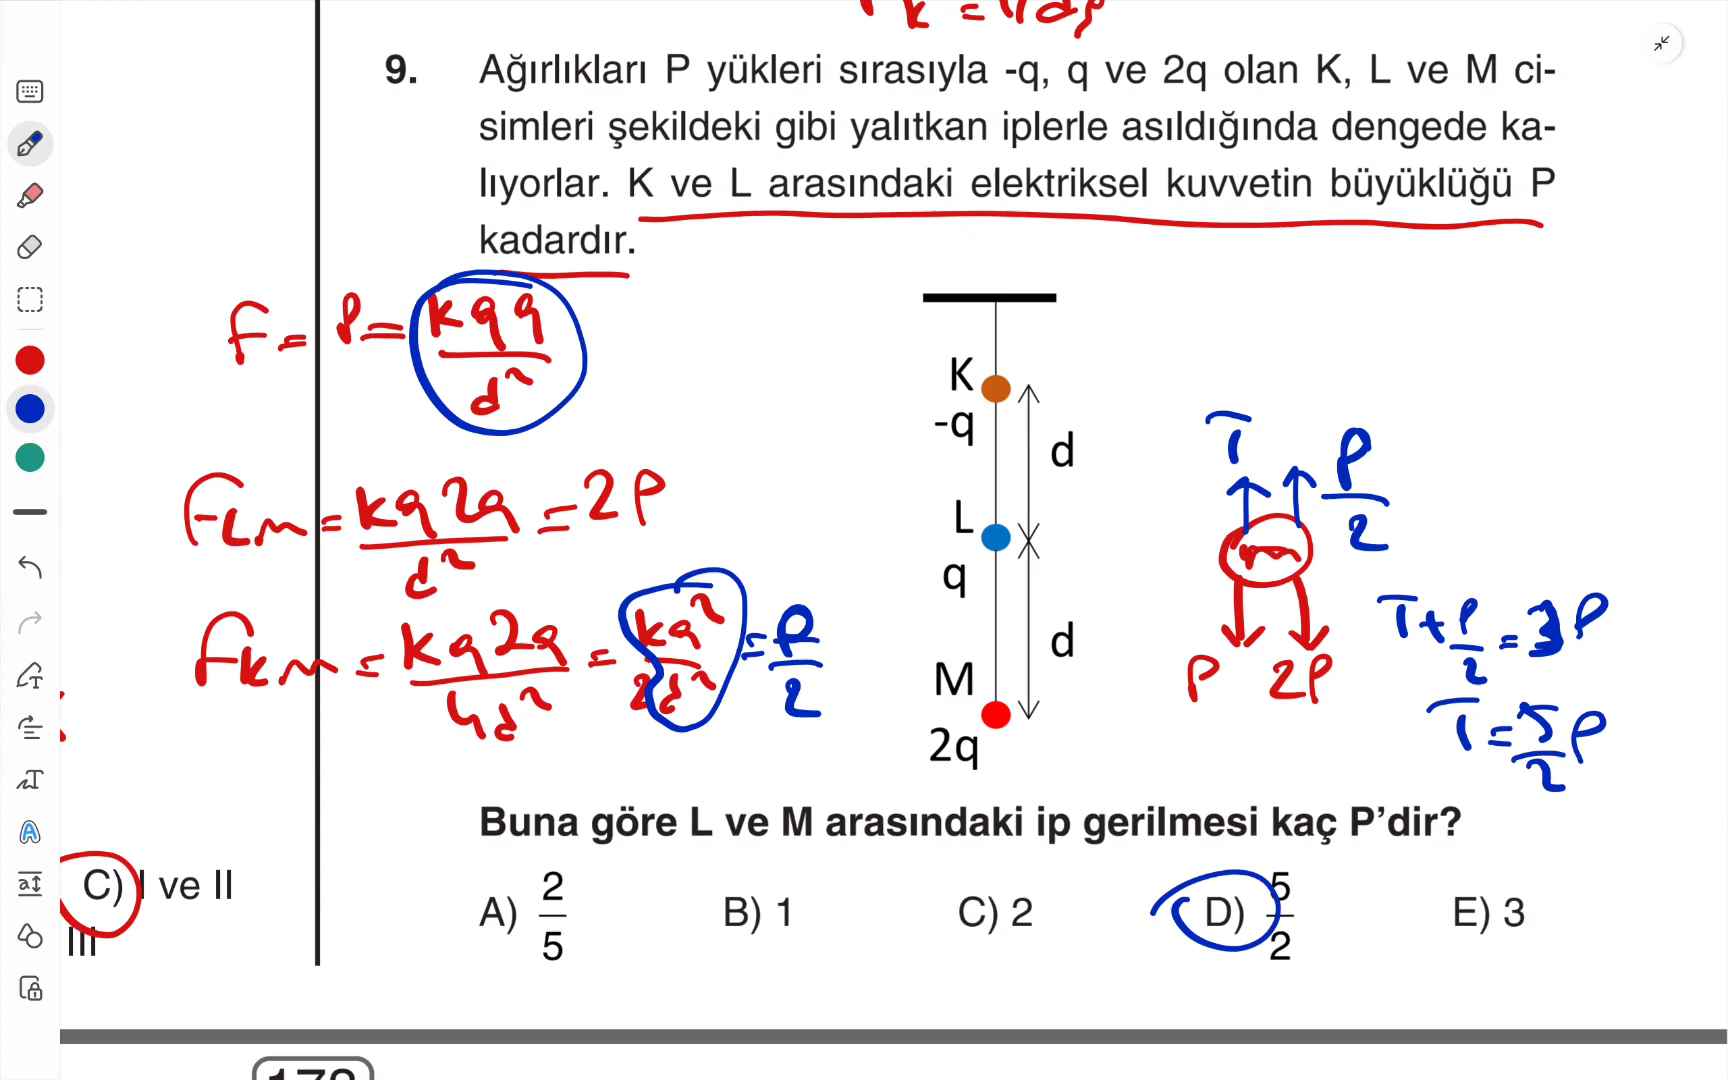 9. Ağırlıkları P yükleri sırasıyla -q, q ve 2q olan K, L ve M ci-
simleri şekildeki gibi yalıtkan iplerle asıldığında dengede ka-
lıyorlar. K ve L arasındaki elektriksel kuvvetin büyüklüğü P
kadardır.
F = P = kqq / d²
F_LM = kq2q / d² = 2P
F_KM = kq2q / 4d² = kq² / 2d² = P/2
K
-q
d
L
q
d
M
2q
T
P/2
m
P 2P
T + P/2 = 3P
T = 5/2 P
Buna göre L ve M arasındaki ip gerilmesi kaç P'dir?
A) 2/5 B) 1 C) 2 D) 5/2 E) 3
C) I ve II
III